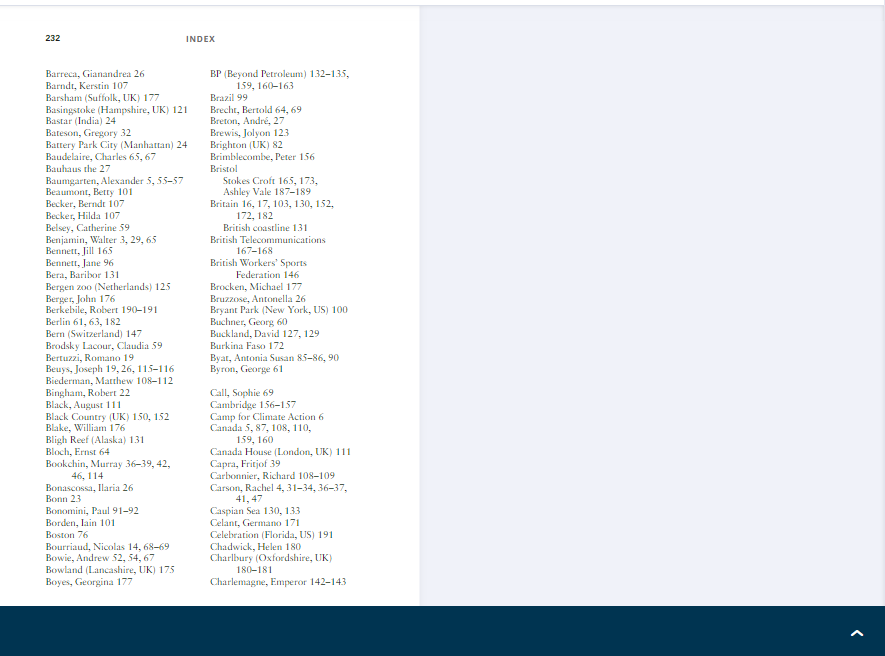 232
INDEX
Barreca, Gianandrea 26
Barndt, Kerstin 107
Barsham (Suffolk, UK) 177
Basingstoke (Hampshire, UK) 121
Bastar (India) 24
Bateson, Gregory 32
Battery Park City (Manhattan) 24
Baudelaire, Charles 65, 67
Bauhaus the 27
Baumgarten, Alexander 5, 55–57
Beaumont, Betty 101
Becker, Berndt 107
Becker, Hilda 107
Belsey, Catherine 59
Benjamin, Walter 3, 29, 65
Bennett, Jill 165
Bennett, Jane 96
Bera, Baribor 131
Bergen zoo (Netherlands) 125
Berger, John 176
Berkebile, Robert 190–191
Berlin 61, 63, 182
Bern (Switzerland) 147
Brodsky Lacour, Claudia 59
Bertuzzi, Romano 19
Beuys, Joseph 19, 26, 115–116
Biederman, Matthew 108–112
Bingham, Robert 22
Black, August 111
Black Country (UK) 150, 152
Blake, William 176
Bligh Reef (Alaska) 131
Bloch, Ernst 64
Bookchin, Murray 36–39, 42,
46, 114
Bonascossa, Ilaria 26
Bonn 23
Bonomini, Paul 91–92
Borden, Iain 101
Boston 76
Bourriaud, Nicolas 14, 68–69
Bowie, Andrew 52, 54, 67
Bowland (Lancashire, UK) 175
Boyes, Georgina 177
BP (Beyond Petroleum) 132–135,
159, 160–163
Brazil 99
Brecht, Bertold 64, 69
Breton, André, 27
Brewis, Jolyon 123
Brighton (UK) 82
Brimblecombe, Peter 156
Bristol
Stokes Croft 165, 173,
Ashley Vale 187–189
Britain 16, 17, 103, 130, 152,
172, 182
British coastline 131
British Telecommunications
167–168
British Workers' Sports
Federation 146
Brocken, Michael 177
Bruzzose, Antonella 26
Bryant Park (New York, US) 100
Buchner, Georg 60
Buckland, David 127, 129
Burkina Faso 172
Byat, Antonia Susan 85–86, 90
Byron, George 61
Call, Sophie 69
Cambridge 156–157
Camp for Climate Action 6
Canada 5, 87, 108, 110,
159, 160
Canada House (London, UK) 111
Capra, Fritjof 39
Carbonnier, Richard 108–109
Carson, Rachel 4, 31–34, 36–37,
41, 47
Caspian Sea 130, 133
Celant, Germano 171
Celebration (Florida, US) 191
Chadwick, Helen 180
Charlbury (Oxfordshire, UK)
180–181
Charlemagne, Emperor 142–143